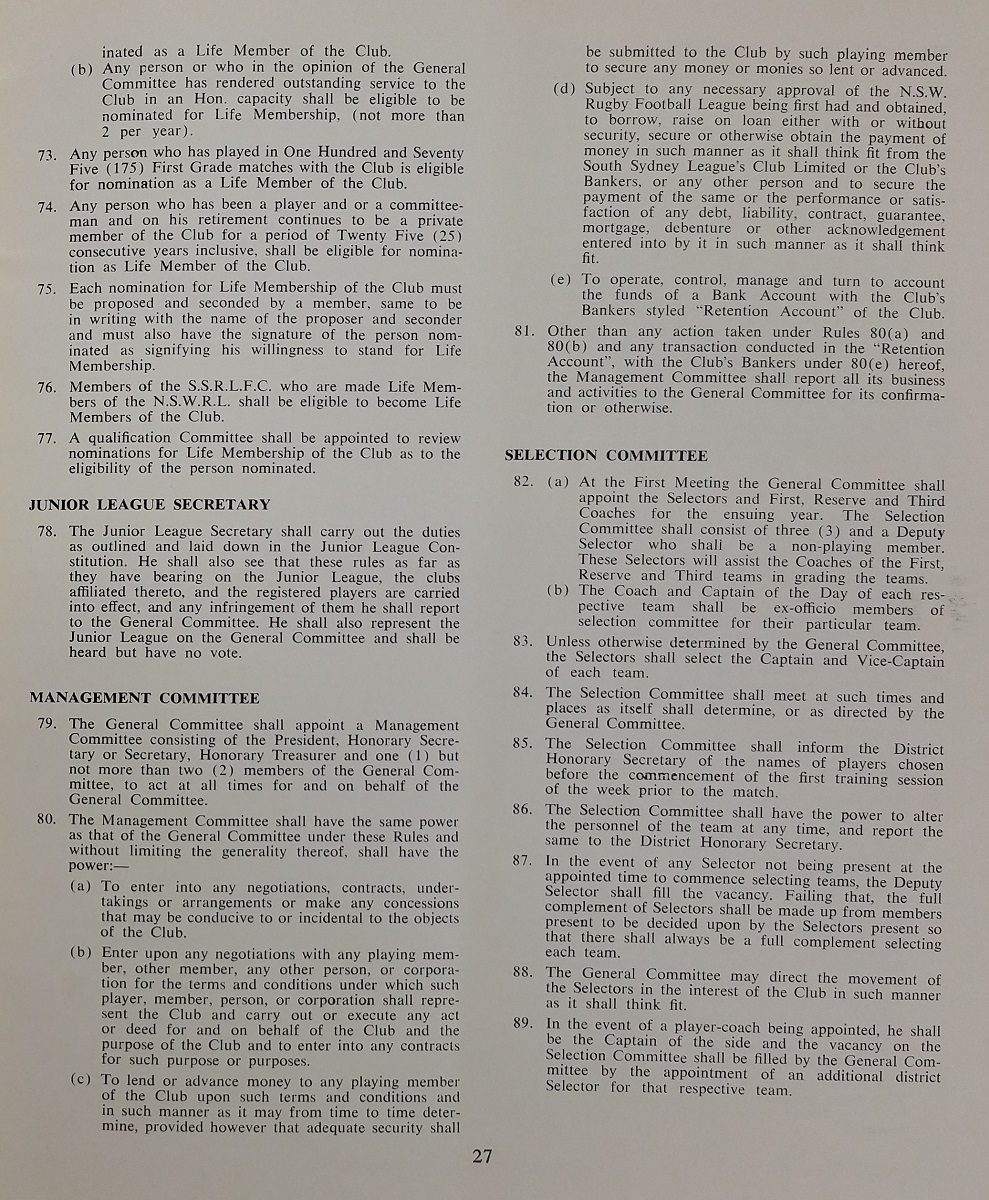 inated as a Life Member of the Club.
(b) Any person or who in the opinion of the General
Committee has rendered outstanding service to the
Club in an Hon. capacity shall be eligible to be
nominated for Life Membership, (not more than
2 per year).
73. Any person who has played in One Hundred and Seventy
Five (175) First Grade matches with the Club is eligible
for nomination as a Life Member of the Club.
74. Any person who has been a player and or a committee-
man and on his retirement continues to be a private
member of the Club for a period of Twenty Five (25)
consecutive years inclusive, shall be eligible for nomina-
tion as Life Member of the Club.
75. Each nomination for Life Membership of the Club must
be proposed and seconded by a member, same to be
in writing with the name of the proposer and seconder
and must also have the signature of the person nom-
inated as signifying his willingness to stand for Life
Membership.
76. Members of the S.S.R.L.F.C. who are made Life Mem-
bers of the N.S.W.R.L. shall be eligible to become Life
Members of the Club.
77. A qualification Committee shall be appointed to review
nominations for Life Membership of the Club as to the
eligibility of the person nominated.
JUNIOR LEAGUE SECRETARY
78. The Junior League Secretary shall carry out the duties
as outlined and laid down in the Junior League Con-
stitution. He shall also see that these rules as far as
they have bearing on the Junior League, the clubs
affiliated thereto, and the registered players are carried
into effect, and any infringement of them he shall report
to the General Committee. He shall also represent the
Junior League on the General Committee and shall be
heard but have no vote.
MANAGEMENT COMMITTEE
79. The General Committee shall appoint a Management
Committee consisting of the President, Honorary Secre-
tary or Secretary, Honorary Treasurer and one (1) but
not more than two (2) members of the General Com-
mittee, to act at all times for and on behalf of the
General Committee.
80. The Management Committee shall have the same power
as that of the General Committee under these Rules and
without limiting the generality thereof, shall have the
power:—
(a) To enter into any negotiations, contracts, under-
takings or arrangements or make any concessions
that may be conducive to or incidental to the objects
of the Club.
(b) Enter upon any negotiations with any playing mem-
ber, other member, any other person, or corpora-
tion for the terms and conditions under which such
player, member, person, or corporation shall repre-
sent the Club and carry out or execute any act
or deed for and on behalf of the Club and the
purpose of the Club and to enter into any contracts
for such purpose or purposes.
(c) To lend or advance money to any playing member
of the Club upon such terms and conditions and
in such manner as it may from time to time deter-
mine, provided however that adequate security shall
be submitted to the Club by such playing member
to secure any money or monies so lent or advanced.
(d) Subject to any necessary approval of the N.S.W.
Rugby Football League being first had and obtained,
to borrow, raise on loan either with or without
security, secure or otherwise obtain the payment of
money in such manner as it shall think fit from the
South Sydney League's Club Limited or the Club's
Bankers, or any other person and to secure the
payment of the same or the performance or satis-
faction of any debt, liability, contract, guarantee,
mortgage, debenture or other acknowledgement
entered into by it in such manner as it shall think
fit.
(e) To operate, control, manage and turn to account
the funds of a Bank Account with the Club's
Bankers styled "Retention Account" of the Club.
81. Other than any action taken under Rules 80(a) and
80(b) and any transaction conducted in the "Retention
Account", with the Club's Bankers under 80(e) hereof,
the Management Committee shall report all its business
and activities to the General Committee for its confirma-
tion or otherwise.
SELECTION COMMITTEE
82. (a) At the First Meeting the General Committee shall
appoint the Selectors and First, Reserve and Third
Coaches for the ensuing year. The Selection
Committee shall consist of three (3) and a Deputy
Selector who shall be a non-playing member.
These Selectors will assist the Coaches of the First,
Reserve and Third teams in grading the teams.
(b) The Coach and Captain of the Day of each res-
pective team shall be ex-officio members of
selection committee for their particular team.
83. Unless otherwise determined by the General Committee,
the Selectors shall select the Captain and Vice-Captain
of each team.
84. The Selection Committee shall meet at such times and
places as itself shall determine, or as directed by the
General Committee.
85. The Selection Committee shall inform the District
Honorary Secretary of the names of players chosen
before the commencement of the first training session
of the week prior to the match.
86. The Selection Committee shall have the power to alter
the personnel of the team at any time, and report the
same to the District Honorary Secretary.
87. In the event of any Selector not being present at the
appointed time to commence selecting teams, the Deputy
Selector shall fill the vacancy. Failing that, the full
complement of Selectors shall be made up from members
present to be decided upon by the Selectors present so
that there shall always be a full complement selecting
each team.
88. The General Committee may direct the movement of
the Selectors in the interest of the Club in such manner
as it shall think fit.
89. In the event of a player-coach being appointed, he shall
be the Captain of the side and the vacancy on the
Selection Committee shall be filled by the General Com-
mittee by the appointment of an additional district
Selector for that respective team.
27